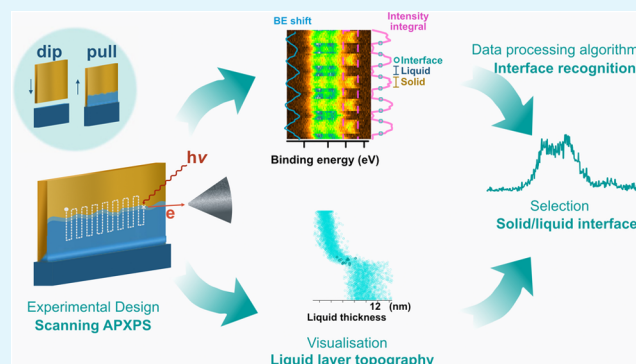 dip
pull
hν
e
Experimental Design
Scanning APXPS
BE shift
Intensity
integral
Interface
Liquid
Solid
Binding energy (eV)
12 (nm)
Liquid thickness
Visualisation
Liquid layer topography
Data processing algorithm
Interface recognition
Selection
Solid/liquid interface